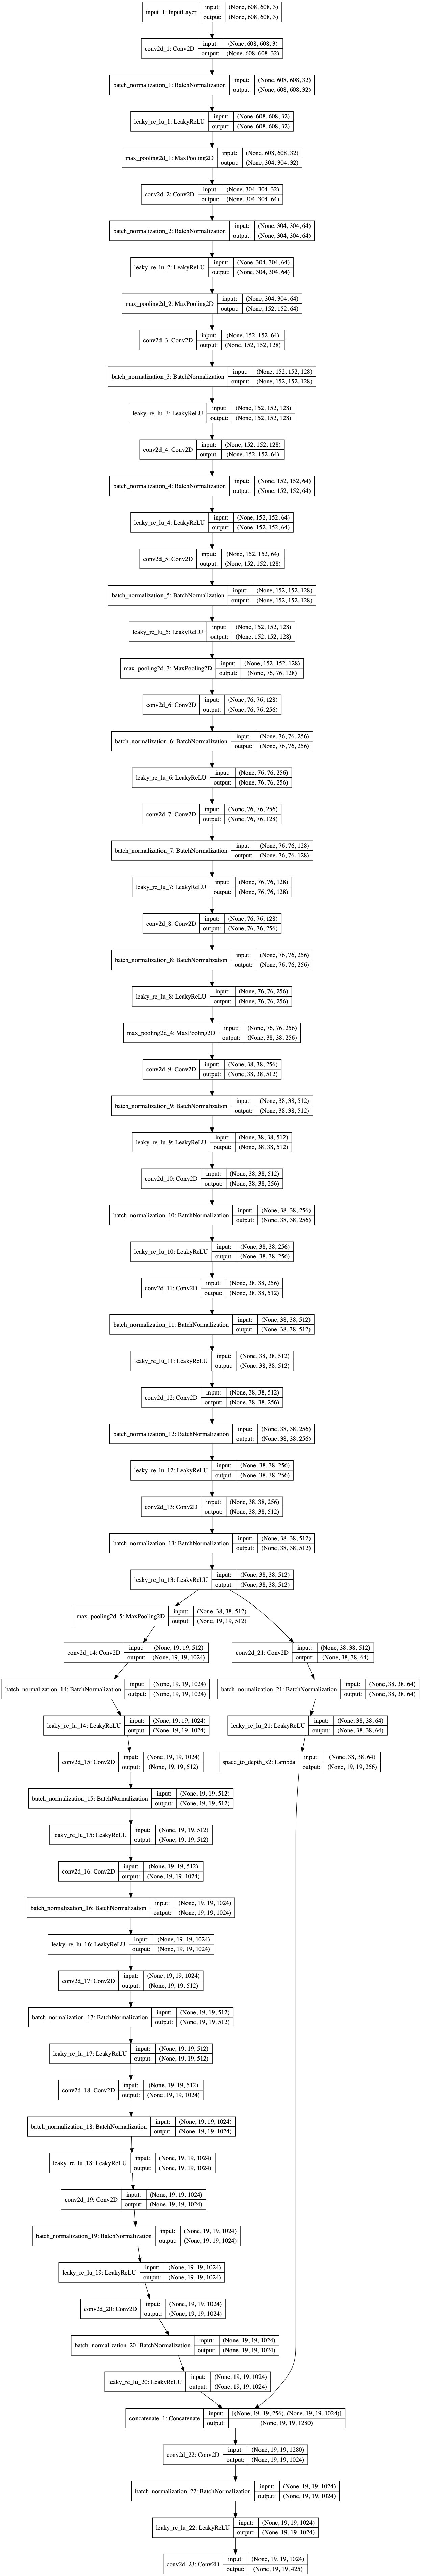 input_1: InputLayer
input: (None, 608, 608, 3)
output: (None, 608, 608, 3)
conv2d_1: Conv2D
input: (None, 608, 608, 3)
output: (None, 608, 608, 32)
batch_normalization_1: BatchNormalization
input: (None, 608, 608, 32)
output: (None, 608, 608, 32)
leaky_re_lu_1: LeakyReLU
input: (None, 608, 608, 32)
output: (None, 608, 608, 32)
max_pooling2d_1: MaxPooling2D
input: (None, 608, 608, 32)
output: (None, 304, 304, 32)
conv2d_2: Conv2D
input: (None, 304, 304, 32)
output: (None, 304, 304, 64)
batch_normalization_2: BatchNormalization
input: (None, 304, 304, 64)
output: (None, 304, 304, 64)
leaky_re_lu_2: LeakyReLU
input: (None, 304, 304, 64)
output: (None, 304, 304, 64)
max_pooling2d_2: MaxPooling2D
input: (None, 304, 304, 64)
output: (None, 152, 152, 64)
conv2d_3: Conv2D
input: (None, 152, 152, 64)
output: (None, 152, 152, 128)
batch_normalization_3: BatchNormalization
input: (None, 152, 152, 128)
output: (None, 152, 152, 128)
leaky_re_lu_3: LeakyReLU
input: (None, 152, 152, 128)
output: (None, 152, 152, 128)
conv2d_4: Conv2D
input: (None, 152, 152, 128)
output: (None, 152, 152, 64)
batch_normalization_4: BatchNormalization
input: (None, 152, 152, 64)
output: (None, 152, 152, 64)
leaky_re_lu_4: LeakyReLU
input: (None, 152, 152, 64)
output: (None, 152, 152, 64)
conv2d_5: Conv2D
input: (None, 152, 152, 64)
output: (None, 152, 152, 128)
batch_normalization_5: BatchNormalization
input: (None, 152, 152, 128)
output: (None, 152, 152, 128)
leaky_re_lu_5: LeakyReLU
input: (None, 152, 152, 128)
output: (None, 152, 152, 128)
max_pooling2d_3: MaxPooling2D
input: (None, 152, 152, 128)
output: (None, 76, 76, 128)
conv2d_6: Conv2D
input: (None, 76, 76, 128)
output: (None, 76, 76, 256)
batch_normalization_6: BatchNormalization
input: (None, 76, 76, 256)
output: (None, 76, 76, 256)
leaky_re_lu_6: LeakyReLU
input: (None, 76, 76, 256)
output: (None, 76, 76, 256)
conv2d_7: Conv2D
input: (None, 76, 76, 256)
output: (None, 76, 76, 128)
batch_normalization_7: BatchNormalization
input: (None, 76, 76, 128)
output: (None, 76, 76, 128)
leaky_re_lu_7: LeakyReLU
input: (None, 76, 76, 128)
output: (None, 76, 76, 128)
conv2d_8: Conv2D
input: (None, 76, 76, 128)
output: (None, 76, 76, 256)
batch_normalization_8: BatchNormalization
input: (None, 76, 76, 256)
output: (None, 76, 76, 256)
leaky_re_lu_8: LeakyReLU
input: (None, 76, 76, 256)
output: (None, 76, 76, 256)
max_pooling2d_4: MaxPooling2D
input: (None, 76, 76, 256)
output: (None, 38, 38, 256)
conv2d_9: Conv2D
input: (None, 38, 38, 256)
output: (None, 38, 38, 512)
batch_normalization_9: BatchNormalization
input: (None, 38, 38, 512)
output: (None, 38, 38, 512)
leaky_re_lu_9: LeakyReLU
input: (None, 38, 38, 512)
output: (None, 38, 38, 512)
conv2d_10: Conv2D
input: (None, 38, 38, 512)
output: (None, 38, 38, 256)
batch_normalization_10: BatchNormalization
input: (None, 38, 38, 256)
output: (None, 38, 38, 256)
leaky_re_lu_10: LeakyReLU
input: (None, 38, 38, 256)
output: (None, 38, 38, 256)
conv2d_11: Conv2D
input: (None, 38, 38, 256)
output: (None, 38, 38, 512)
batch_normalization_11: BatchNormalization
input: (None, 38, 38, 512)
output: (None, 38, 38, 512)
leaky_re_lu_11: LeakyReLU
input: (None, 38, 38, 512)
output: (None, 38, 38, 512)
conv2d_12: Conv2D
input: (None, 38, 38, 512)
output: (None, 38, 38, 256)
batch_normalization_12: BatchNormalization
input: (None, 38, 38, 256)
output: (None, 38, 38, 256)
leaky_re_lu_12: LeakyReLU
input: (None, 38, 38, 256)
output: (None, 38, 38, 256)
conv2d_13: Conv2D
input: (None, 38, 38, 256)
output: (None, 38, 38, 512)
batch_normalization_13: BatchNormalization
input: (None, 38, 38, 512)
output: (None, 38, 38, 512)
leaky_re_lu_13: LeakyReLU
input: (None, 38, 38, 512)
output: (None, 38, 38, 512)
max_pooling2d_5: MaxPooling2D
input: (None, 38, 38, 512)
output: (None, 19, 19, 512)
conv2d_14: Conv2D
input: (None, 19, 19, 512)
output: (None, 19, 19, 1024)
conv2d_21: Conv2D
input: (None, 38, 38, 512)
output: (None, 38, 38, 64)
batch_normalization_14: BatchNormalization
input: (None, 19, 19, 1024)
output: (None, 19, 19, 1024)
batch_normalization_21: BatchNormalization
input: (None, 38, 38, 64)
output: (None, 38, 38, 64)
leaky_re_lu_14: LeakyReLU
input: (None, 19, 19, 1024)
output: (None, 19, 19, 1024)
leaky_re_lu_21: LeakyReLU
input: (None, 38, 38, 64)
output: (None, 38, 38, 64)
conv2d_15: Conv2D
input: (None, 19, 19, 1024)
output: (None, 19, 19, 512)
space_to_depth_x2: Lambda
input: (None, 38, 38, 64)
output: (None, 19, 19, 256)
batch_normalization_15: BatchNormalization
input: (None, 19, 19, 512)
output: (None, 19, 19, 512)
leaky_re_lu_15: LeakyReLU
input: (None, 19, 19, 512)
output: (None, 19, 19, 512)
conv2d_16: Conv2D
input: (None, 19, 19, 512)
output: (None, 19, 19, 1024)
batch_normalization_16: BatchNormalization
input: (None, 19, 19, 1024)
output: (None, 19, 19, 1024)
leaky_re_lu_16: LeakyReLU
input: (None, 19, 19, 1024)
output: (None, 19, 19, 1024)
conv2d_17: Conv2D
input: (None, 19, 19, 1024)
output: (None, 19, 19, 512)
batch_normalization_17: BatchNormalization
input: (None, 19, 19, 512)
output: (None, 19, 19, 512)
leaky_re_lu_17: LeakyReLU
input: (None, 19, 19, 512)
output: (None, 19, 19, 512)
conv2d_18: Conv2D
input: (None, 19, 19, 512)
output: (None, 19, 19, 1024)
batch_normalization_18: BatchNormalization
input: (None, 19, 19, 1024)
output: (None, 19, 19, 1024)
leaky_re_lu_18: LeakyReLU
input: (None, 19, 19, 1024)
output: (None, 19, 19, 1024)
conv2d_19: Conv2D
input: (None, 19, 19, 1024)
output: (None, 19, 19, 1024)
batch_normalization_19: BatchNormalization
input: (None, 19, 19, 1024)
output: (None, 19, 19, 1024)
leaky_re_lu_19: LeakyReLU
input: (None, 19, 19, 1024)
output: (None, 19, 19, 1024)
conv2d_20: Conv2D
input: (None, 19, 19, 1024)
output: (None, 19, 19, 1024)
batch_normalization_20: BatchNormalization
input: (None, 19, 19, 1024)
output: (None, 19, 19, 1024)
leaky_re_lu_20: LeakyReLU
input: (None, 19, 19, 1024)
output: (None, 19, 19, 1024)
concatenate_1: Concatenate
input: [(None, 19, 19, 256), (None, 19, 19, 1024)]
output: (None, 19, 19, 1280)
conv2d_22: Conv2D
input: (None, 19, 19, 1280)
output: (None, 19, 19, 1024)
batch_normalization_22: BatchNormalization
input: (None, 19, 19, 1024)
output: (None, 19, 19, 1024)
leaky_re_lu_22: LeakyReLU
input: (None, 19, 19, 1024)
output: (None, 19, 19, 1024)
conv2d_23: Conv2D
input: (None, 19, 19, 1024)
output: (None, 19, 19, 425)